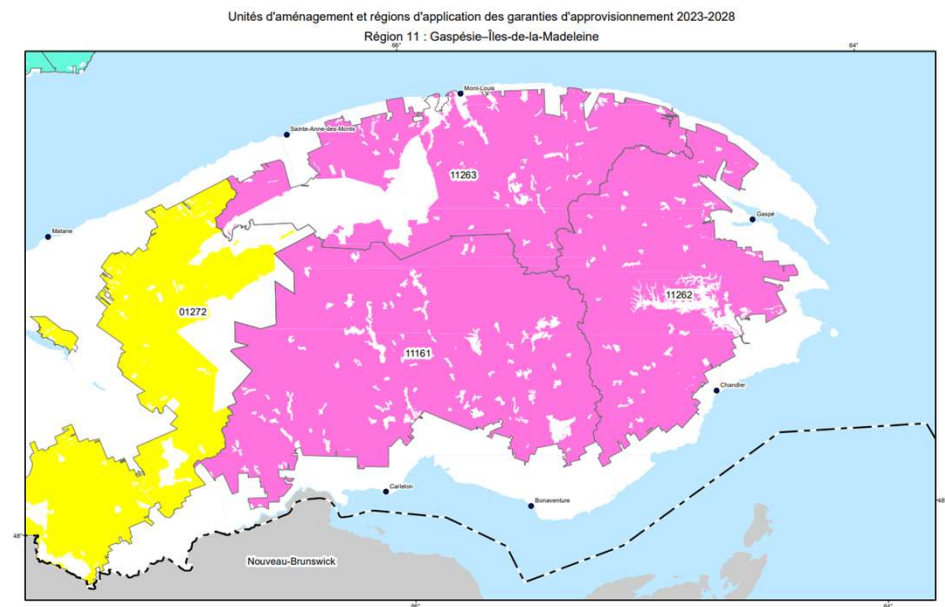 Unités d'aménagement et régions d'application des garanties d'approvisionnement 2023-2028
Région 11 : Gaspésie–Îles-de-la-Madeleine
66°
64°
Mont-Louis
Sainte-Anne-des-Monts
11263
Gaspé
Matane
11262
01272
11161
Chandler
Carleton
48°
Bonaventure
48°
Nouveau-Brunswick
66°
64°